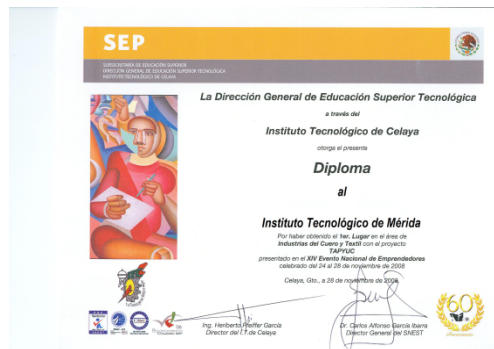 SEP
SUBSECRETARÍA DE EDUCACIÓN SUPERIOR
DIRECCIÓN GENERAL DE EDUCACIÓN SUPERIOR TECNOLÓGICA
INSTITUTO TECNOLÓGICO DE CELAYA
La Dirección General de Educación Superior Tecnológica
a través del
Instituto Tecnológico de Celaya
otorga el presente
Diploma
al
Instituto Tecnológico de Mérida
Por haber obtenido el 1er. Lugar en el área de
Industrias del Cuero y Textil con el proyecto
TAPYUC
presentado en el XIV Evento Nacional de Emprendedores
celebrado del 24 al 28 de noviembre de 2008
Celaya, Gto., a 28 de noviembre de 2008
Ing. Heriberto Pfeiffer García
Director del I.T. de Celaya
Dr. Carlos Alfonso García Ibarra
Director General del SNEST
60